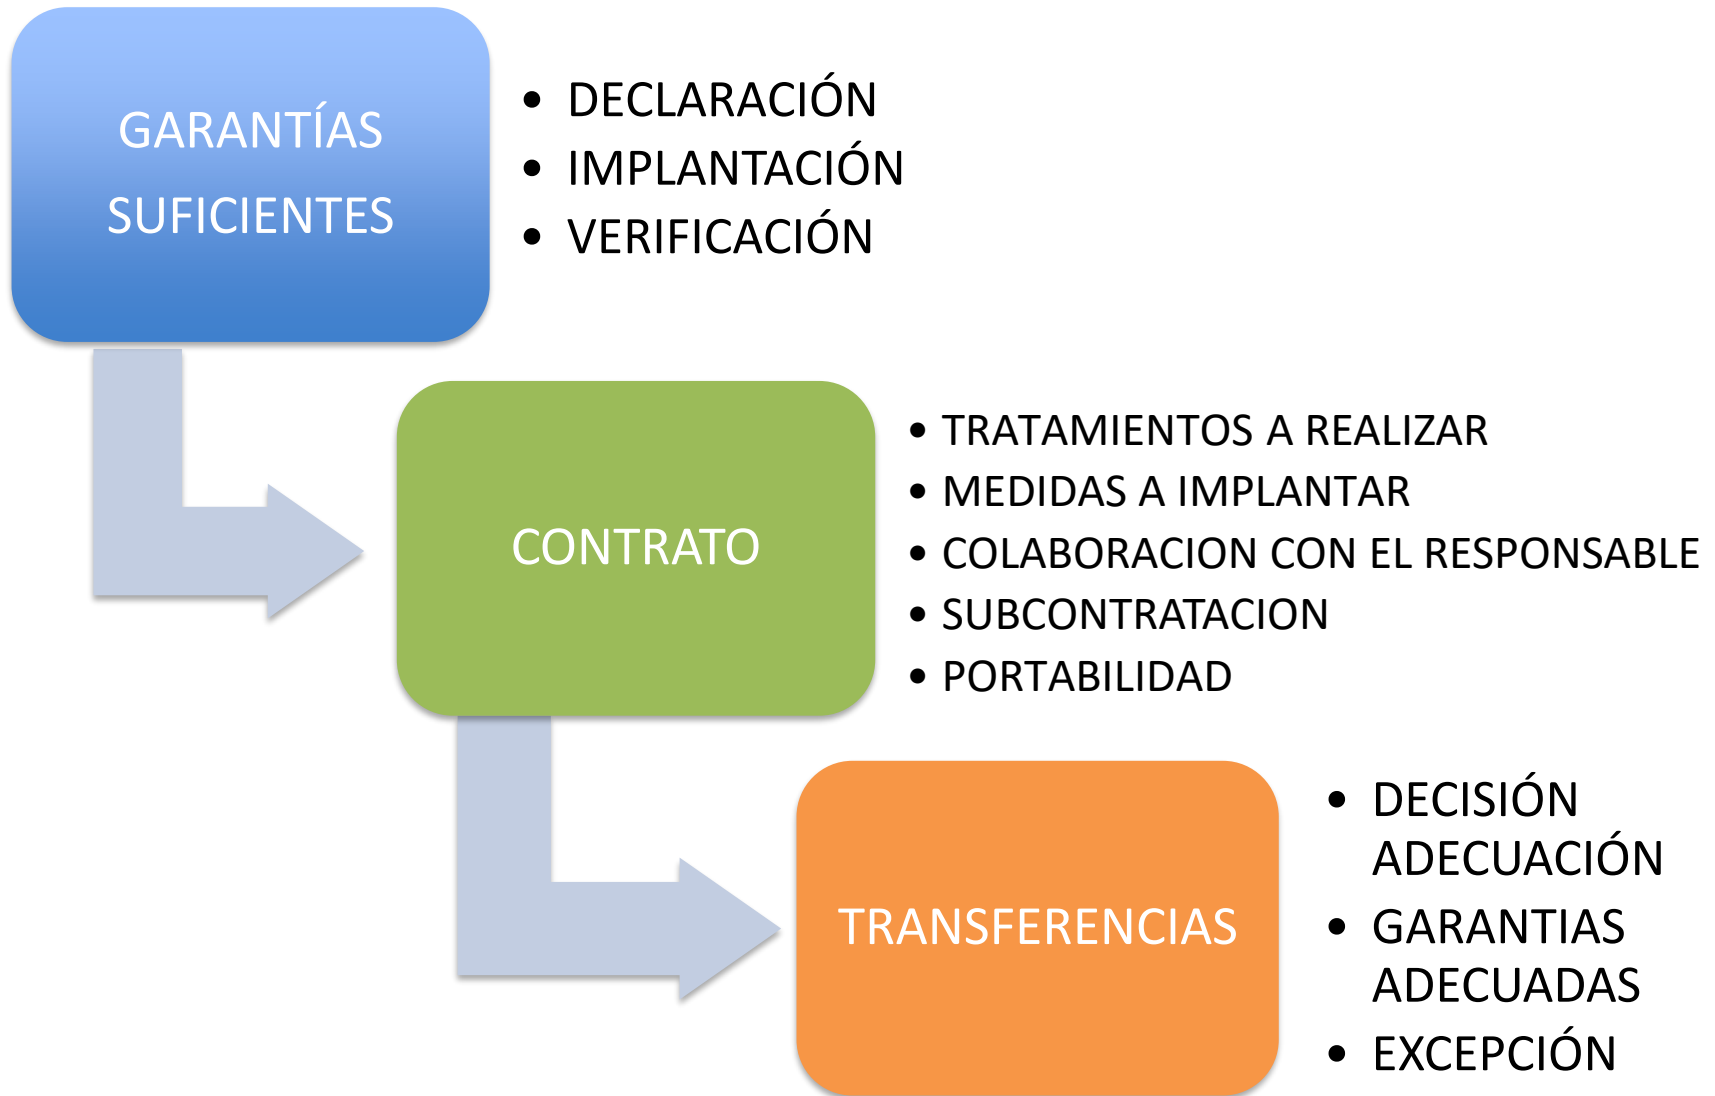 GARANTÍAS
SUFICIENTES
• DECLARACIÓN
• IMPLANTACIÓN
• VERIFICACIÓN
CONTRATO
• TRATAMIENTOS A REALIZAR
• MEDIDAS A IMPLANTAR
• COLABORACION CON EL RESPONSABLE
• SUBCONTRATACION
• PORTABILIDAD
TRANSFERENCIAS
• DECISIÓN
ADECUACIÓN
• GARANTIAS
ADECUADAS
• EXCEPCIÓN